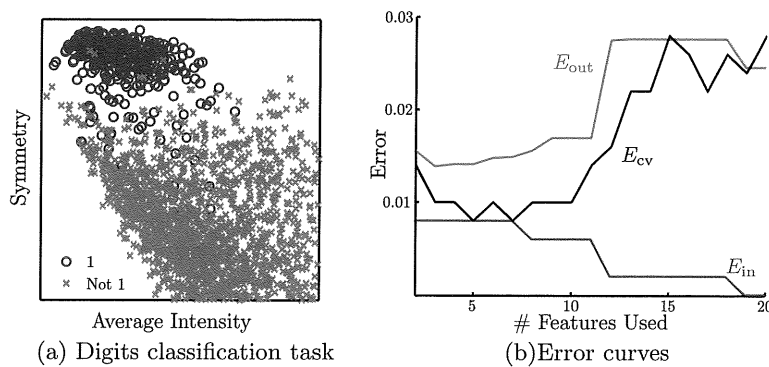 Symmetry
1
Not 1
Average Intensity
(a) Digits classification task
0.03
0.02
0.01
Error
E_out
E_cv
E_in
5
10
15
20
# Features Used
(b)Error curves